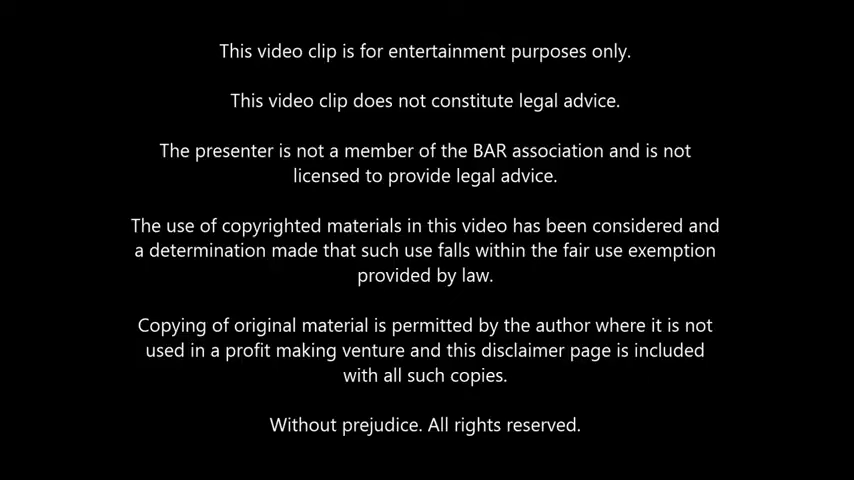 This video clip is for entertainment purposes only.
This video clip does not constitute legal advice.
The presenter is not a member of the BAR association and is not
licensed to provide legal advice.
The use of copyrighted materials in this video has been considered and
a determination made that such use falls within the fair use exemption
provided by law.
Copying of original material is permitted by the author where it is not
used in a profit making venture and this disclaimer page is included
with all such copies.
Without prejudice. All rights reserved.